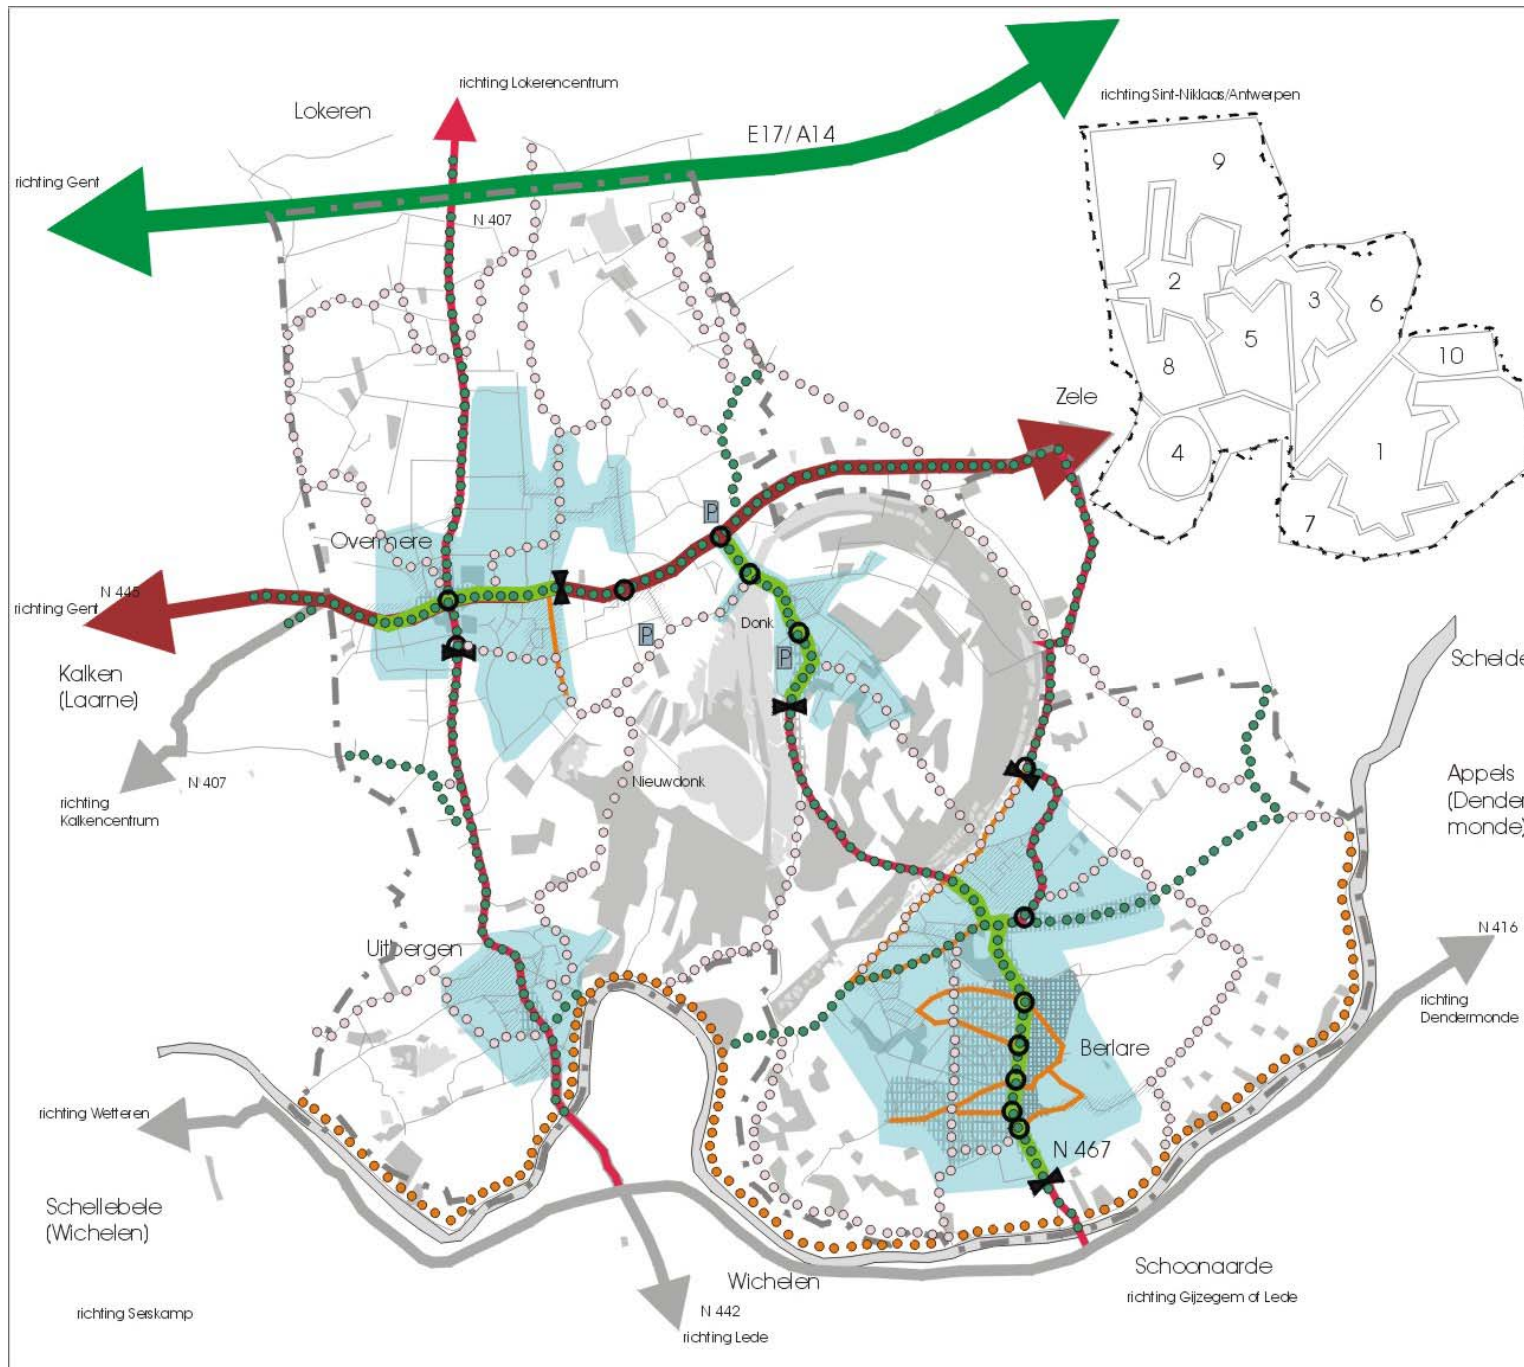 richting Lokerencentrum
richting Sint-Niklaas/Antwerpen
Lokeren
E17/A14
9
richting Gent
N 407
2
3
6
5
10
8
Zele
1
4
P
7
Overmere
N 445
richting Gent
Donk
P
P
Kalken
(Laarne)
Schelde
N 407
Nieuwdonk
richting
Kalkencentrum
Appels
(Dender
monde)
Uitbergen
N 416
richting
Dendermonde
Berlare
richting Wetteren
N 467
Schellebele
(Wichelen)
Schoonaarde
Wichelen
richting Gijzegem of Lede
richting Serskamp
N 442
richting Lede